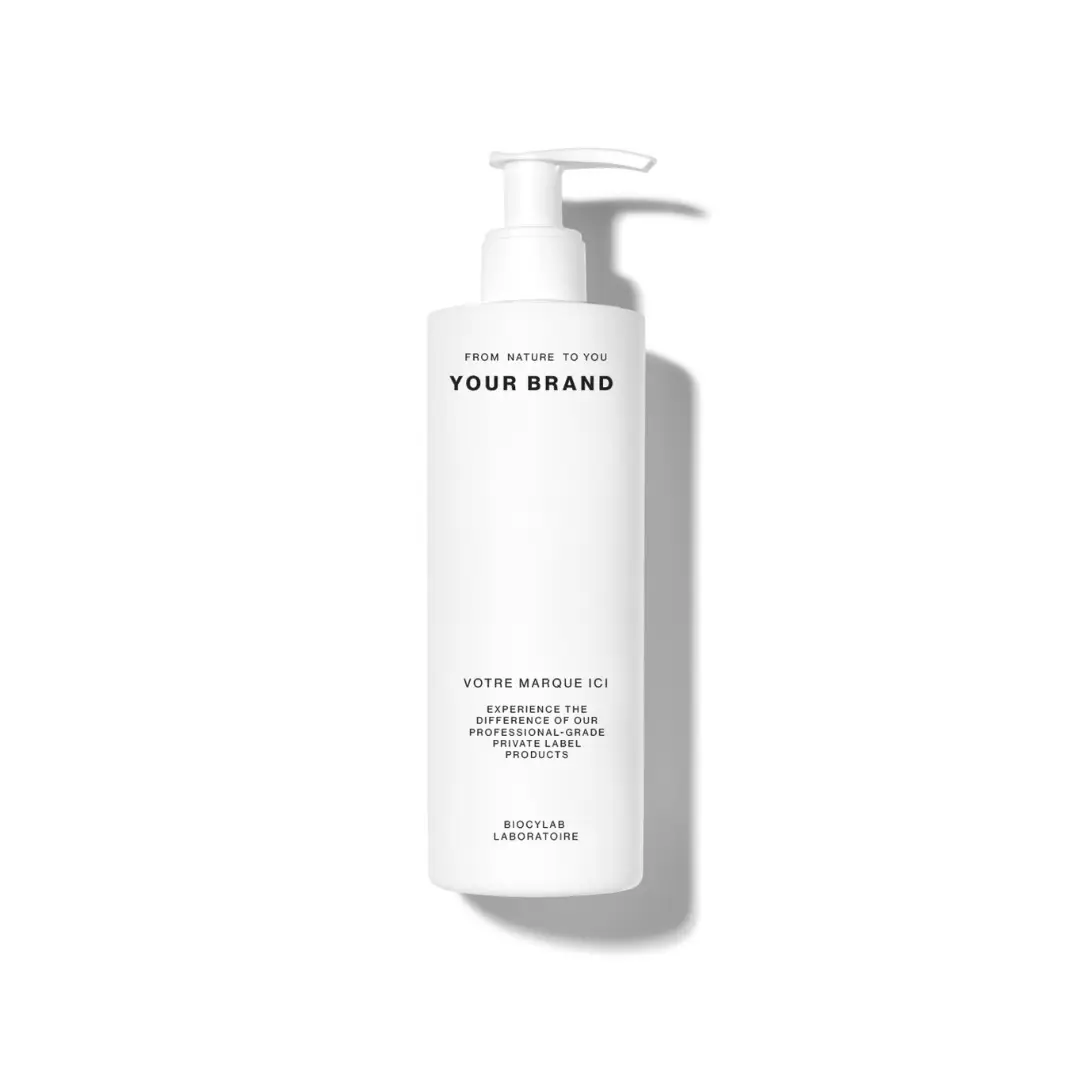 FROM NATURE TO YOU
YOUR BRAND
VOTRE MARQUE ICI
EXPERIENCE THE
DIFFERENCE OF OUR
PROFESSIONAL-GRADE
PRIVATE LABEL
PRODUCTS
BIOCYLAB
LABORATOIRE